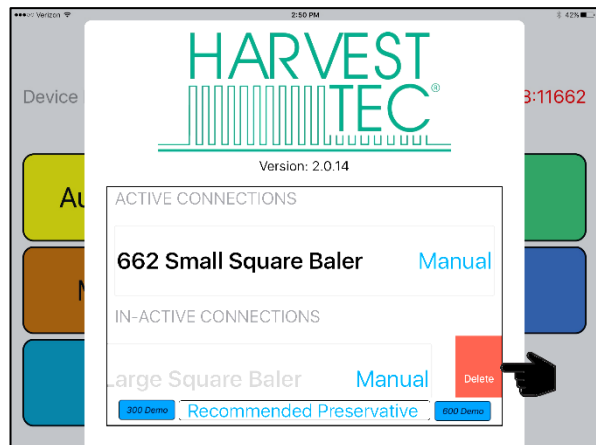 Verizon
2:50 PM
42%
HARVEST
TEC®
Device
3:11662
Version: 2.0.14
ACTIVE CONNECTIONS
662 Small Square Baler Manual
IN-ACTIVE CONNECTIONS
Large Square Baler Manual Delete
300 Demo Recommended Preservative 600 Demo